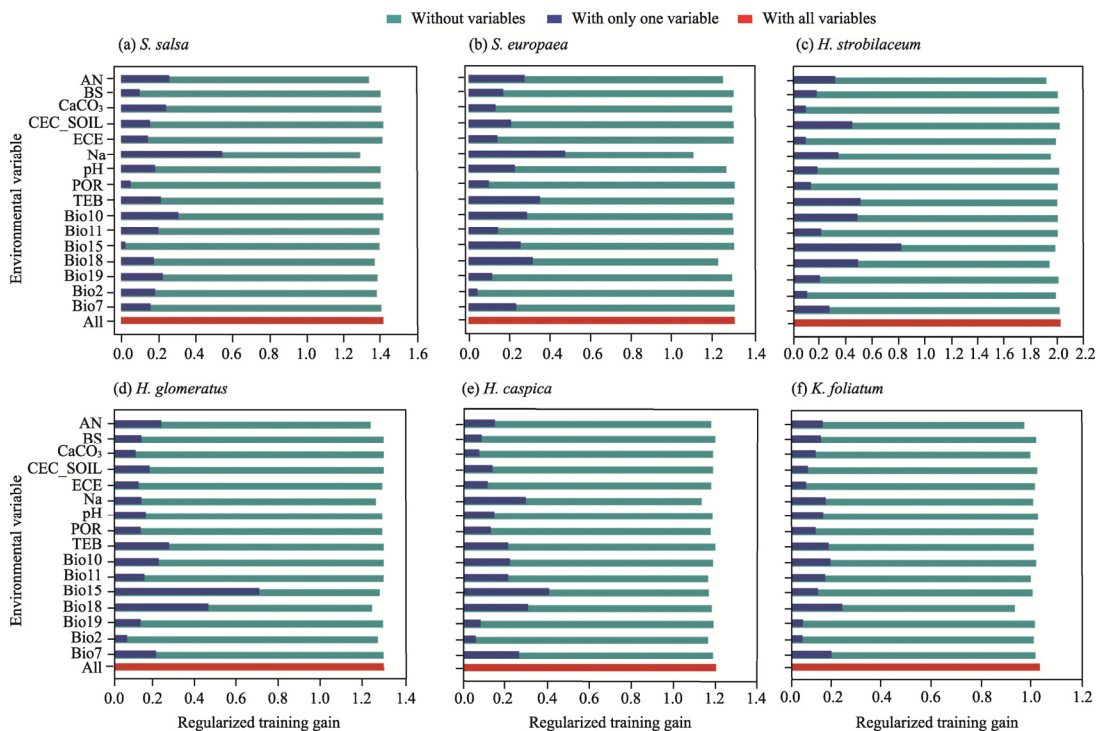 Without variables With only one variable With all variables
(a) S. salsa (b) S. europaea (c) H. strobilaceum
Environmental variable
AN
BS
CaCO₃
CEC_SOIL
ECE
Na
pH
POR
TEB
Bio10
Bio11
Bio15
Bio18
Bio19
Bio2
Bio7
All
0.0 0.2 0.4 0.6 0.8 1.0 1.2 1.4 1.6
0.0 0.2 0.4 0.6 0.8 1.0 1.2 1.4
0.0 0.2 0.4 0.6 0.8 1.0 1.2 1.4 1.6 1.8 2.0 2.2
(d) H. glomeratus (e) H. caspica (f) K. foliatum
Environmental variable
AN
BS
CaCO₃
CEC_SOIL
ECE
Na
pH
POR
TEB
Bio10
Bio11
Bio15
Bio18
Bio19
Bio2
Bio7
All
0.0 0.2 0.4 0.6 0.8 1.0 1.2 1.4
0.0 0.2 0.4 0.6 0.8 1.0 1.2 1.4
0.0 0.2 0.4 0.6 0.8 1.0 1.2
Regularized training gain Regularized training gain Regularized training gain